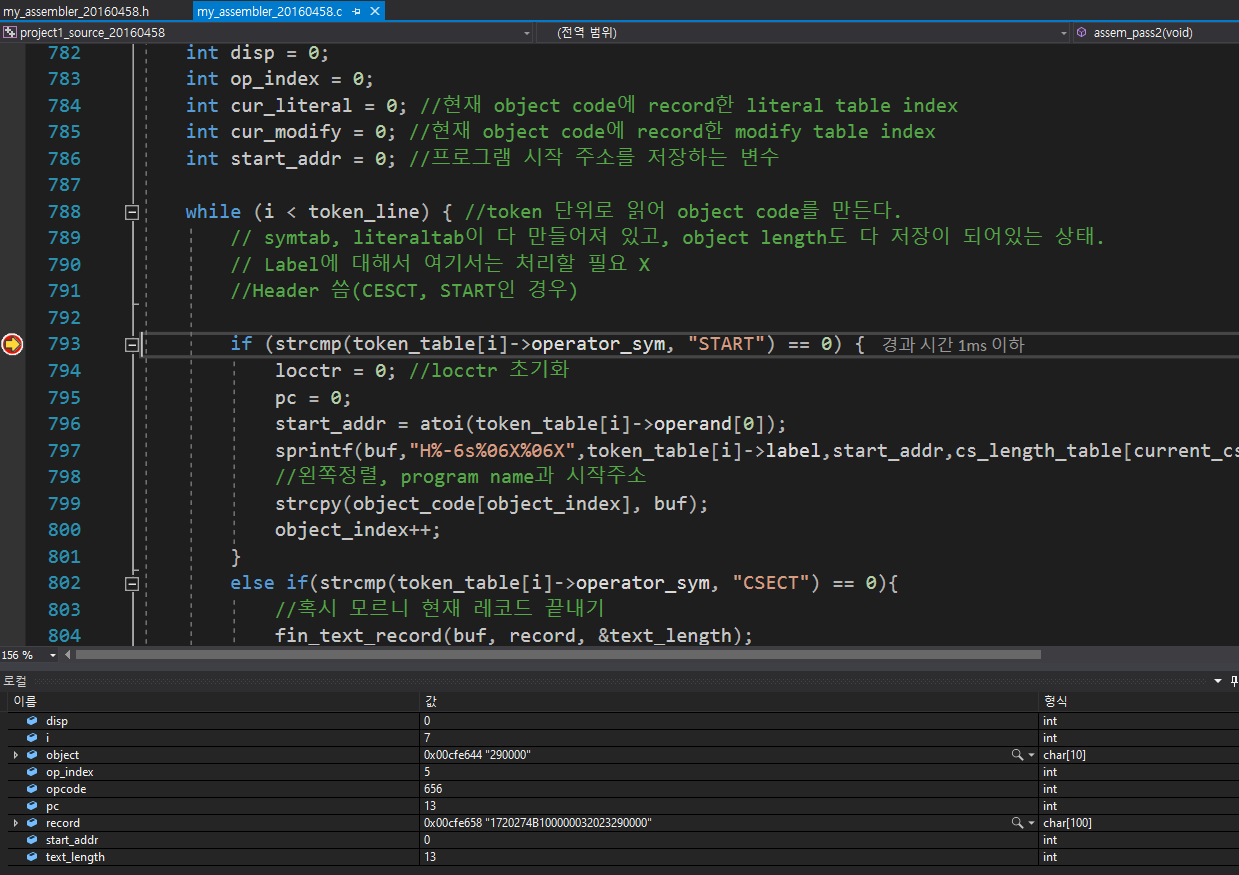 my_assembler_20160458.h
my_assembler_20160458.c
project1_source_20160458
(전역 범위)
assem_pass2(void)
782 int disp = 0;
783 int op_index = 0;
784 int cur_literal = 0; //현재 object code에 record한 literal table index
785 int cur_modify = 0; //현재 object code에 record한 modify table index
786 int start_addr = 0; //프로그램 시작 주소를 저장하는 변수
787
788 while (i < token_line) { //token 단위로 읽어 object code를 만든다.
789 // symtab, literaltab이 다 만들어져 있고, object length도 다 저장이 되어있는 상태.
790 // Label에 대해서 여기서는 처리할 필요 X
791 //Header 씀(CESCT, START인 경우)
792
793 if (strcmp(token_table[i]->operator_sym, "START") == 0) { 경과 시간 1ms 이하
794 locctr = 0; //locctr 초기화
795 pc = 0;
796 start_addr = atoi(token_table[i]->operand[0]);
797 sprintf(buf,"H%-6s%06X%06X",token_table[i]->label,start_addr,cs_length_table[current_cs
798 //왼쪽정렬, program name과 시작주소
799 strcpy(object_code[object_index], buf);
800 object_index++;
801 }
802 else if(strcmp(token_table[i]->operator_sym, "CSECT") == 0){
803 //혹시 모르니 현재 레코드 끝내기
804 fin_text_record(buf, record, &text_length);
156 %
로컬
이름 값 형식
disp 0 int
i 7 int
object 0x00cfe644 "290000" char[10]
op_index 5 int
opcode 656 int
pc 13 int
record 0x00cfe658 "1720274B100000032023290000" char[100]
start_addr 0 int
text_length 13 int